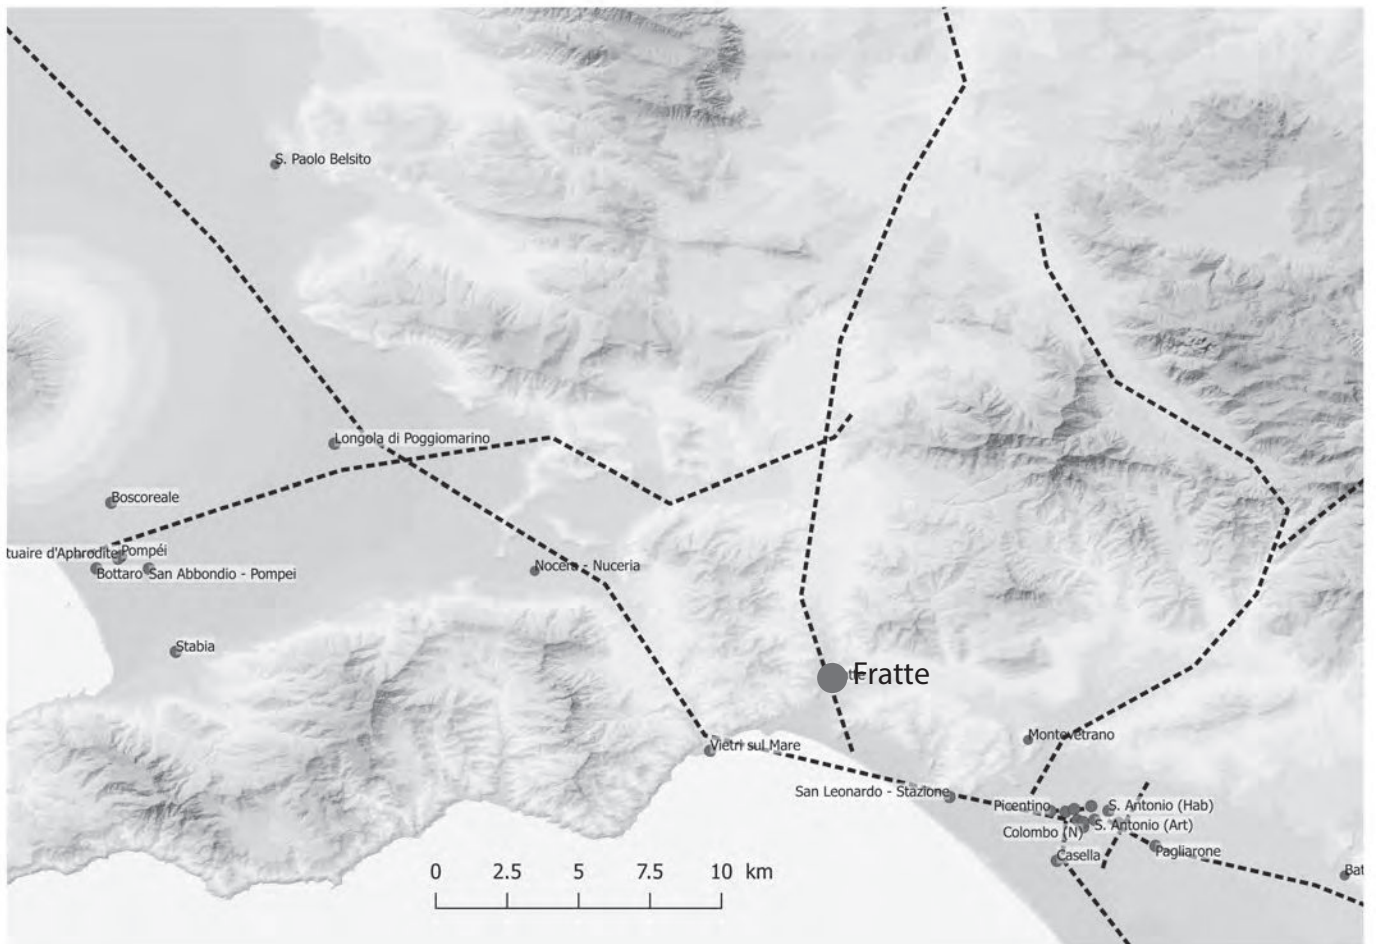 S. Paolo Belsito
Longola di Poggiomarino
Boscoreale
tuaire d'Aphrodite
Pompéi
Bottaro
San Abbondio - Pompei
Nocera - Nuceria
Stabia
Fratte
Montevetrano
Vietri sul Mare
San Leonardo - Stazione
Picentino
S. Antonio (Hab)
Colombo (N)
S. Antonio (Art)
Casella
Pagliarone
Bat
0 2.5 5 7.5 10 km